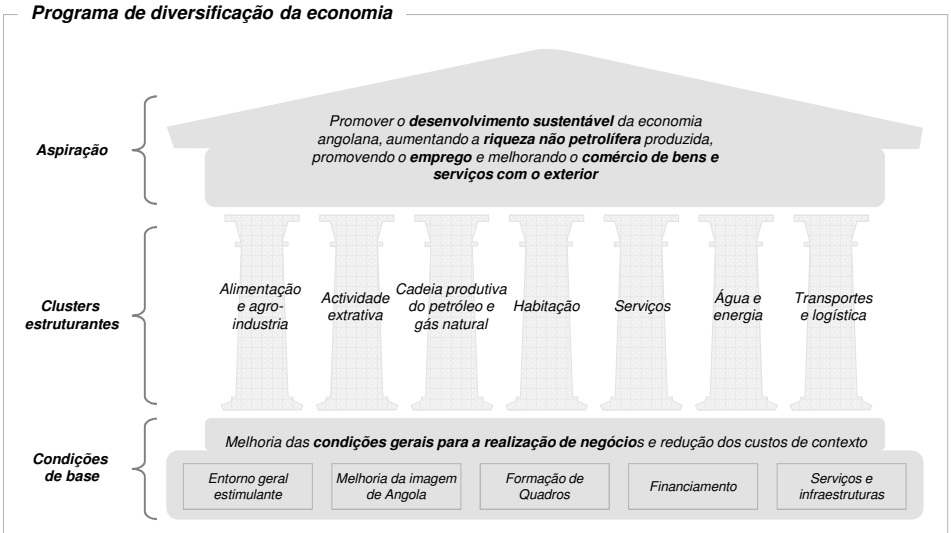 Programa de diversificação da economia
Aspiração
Promover o desenvolvimento sustentável da economia
angolana, aumentando a riqueza não petrolífera produzida,
promovendo o emprego e melhorando o comércio de bens e
serviços com o exterior
Clusters
estruturantes
Alimentação
e agro-
industria
Actividade
extrativa
Cadeia produtiva
do petróleo e
gás natural
Habitação
Serviços
Água e
energia
Transportes
e logística
Condições
de base
Melhoria das condições gerais para a realização de negócios e redução dos custos de contexto
Entorno geral
estimulante
Melhoria da imagem
de Angola
Formação de
Quadros
Financiamento
Serviços e
infraestruturas